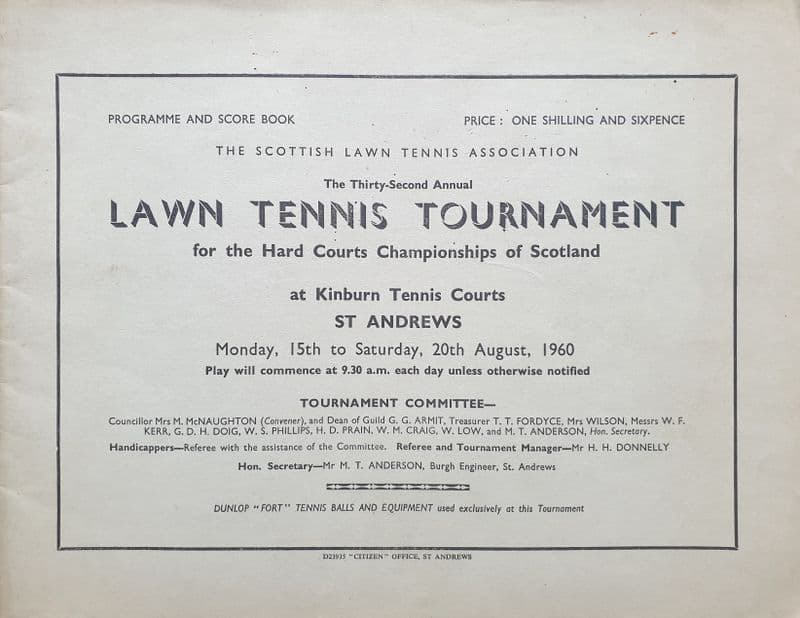 PROGRAMME AND SCORE BOOK
PRICE : ONE SHILLING AND SIXPENCE
THE SCOTTISH LAWN TENNIS ASSOCIATION
The Thirty-Second Annual
LAWN TENNIS TOURNAMENT
for the Hard Courts Championships of Scotland
at Kinburn Tennis Courts
ST ANDREWS
Monday, 15th to Saturday, 20th August, 1960
Play will commence at 9.30 a.m. each day unless otherwise notified
TOURNAMENT COMMITTEE—
Councillor Mrs M. McNAUGHTON (Convener), and Dean of Guild G. G. ARMIT, Treasurer T. T. FORDYCE, Mrs WILSON, Messrs W. F.
KERR, G. D. H. DOIG, W. S. PHILLIPS, H. D. PRAIN, W. M. CRAIG, W. LOW, and M. T. ANDERSON, Hon. Secretary.
Handicappers—Referee with the assistance of the Committee. Referee and Tournament Manager—Mr H. H. DONNELLY
Hon. Secretary—Mr M. T. ANDERSON, Burgh Engineer, St. Andrews
DUNLOP "FORT" TENNIS BALLS AND EQUIPMENT used exclusively at this Tournament
D23935 "CITIZEN" OFFICE, ST ANDREWS